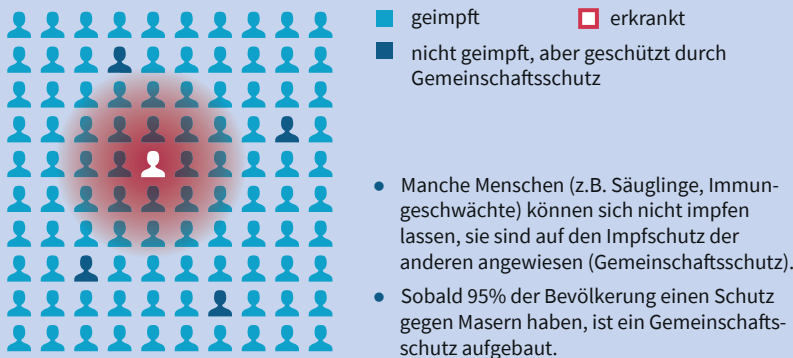 geimpft
erkrankt
nicht geimpft, aber geschützt durch
Gemeinschaftsschutz
• Manche Menschen (z.B. Säuglinge, Immun-
geschwächte) können sich nicht impfen
lassen, sie sind auf den Impfschutz der
anderen angewiesen (Gemeinschaftsschutz).
• Sobald 95% der Bevölkerung einen Schutz
gegen Masern haben, ist ein Gemeinschafts-
schutz aufgebaut.